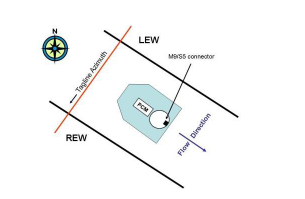 N
LEW
M9/S5 connector
Tagline Azimuth
PCM
REW
Flow Direction